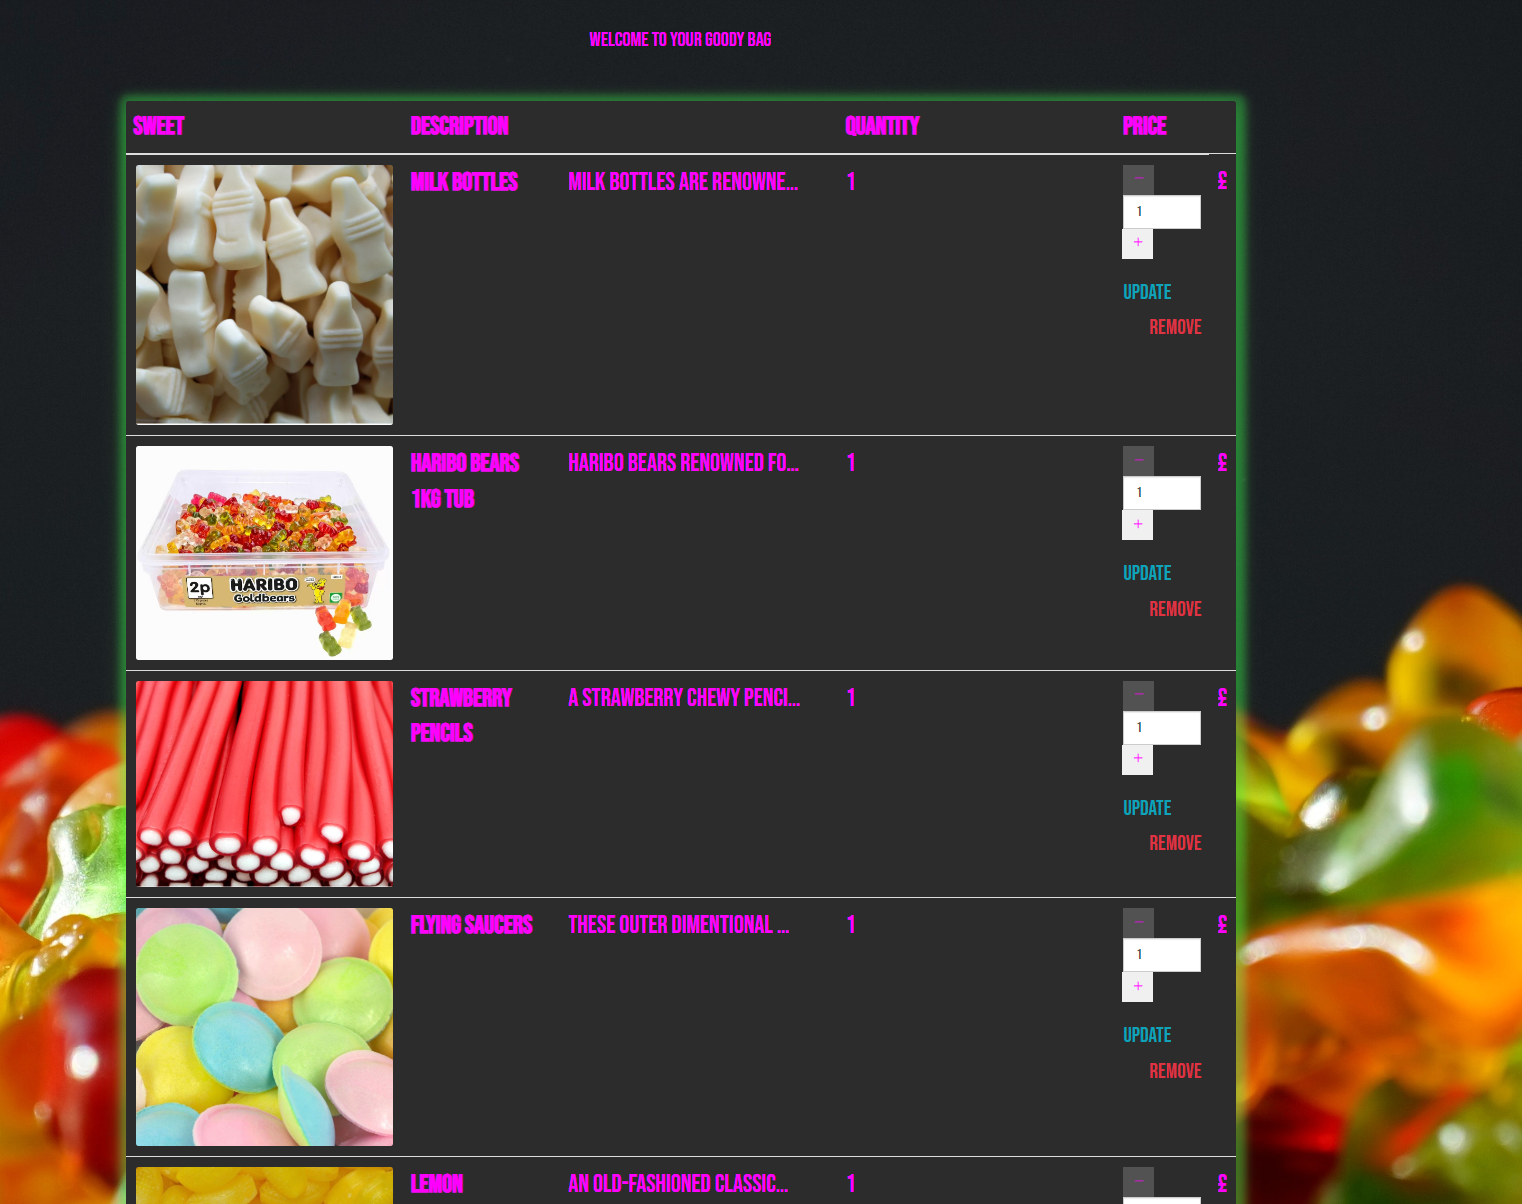 WELCOME TO YOUR GOODY BAG
SWEET DESCRIPTION QUANTITY PRICE
MILK BOTTLES MILK BOTTLES ARE RENOWNE... 1 − £
1
+
UPDATE
REMOVE
HARIBO BEARS HARIBO BEARS RENOWNED FO... 1 − £
1KG TUB
1
+
2p HARIBO
Goldbears
UPDATE
REMOVE
STRAWBERRY A STRAWBERRY CHEWY PENCI... 1 − £
PENCILS
1
+
UPDATE
REMOVE
FLYING SAUCERS THESE OUTER DIMENTIONAL ... 1 − £
1
+
UPDATE
REMOVE
LEMON AN OLD-FASHIONED CLASSIC... 1 − £